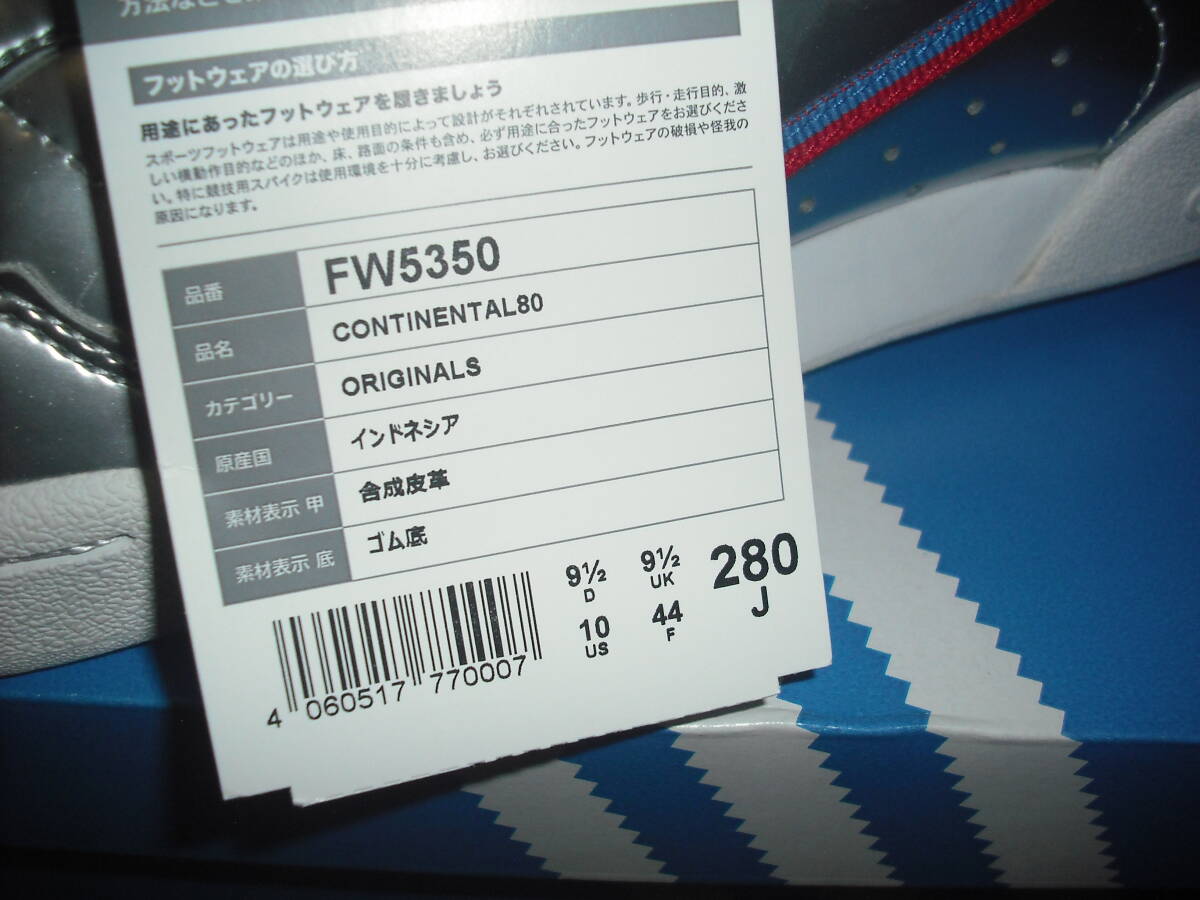 フットウェアの選び方
用途にあったフットウェアを履きましょう
スポーツフットウェアは用途や使用目的によって設計がそれぞれされています。歩行・走行目的、激
しい横動作目的などのほか、床、路面の条件も含め、必ず用途に合ったフットウェアをお選びくださ
い。特に競技用スパイクは使用環境を十分に考慮し、お選びください。フットウェアの破損や怪我の
原因になります。
品番 FW5350
品名 CONTINENTAL80
カテゴリー ORIGINALS
原産国 インドネシア
素材表示 甲 合成皮革
素材表示 底 ゴム底
9½ 9½ 280
D UK J
10 44
US F
4 060517 770007